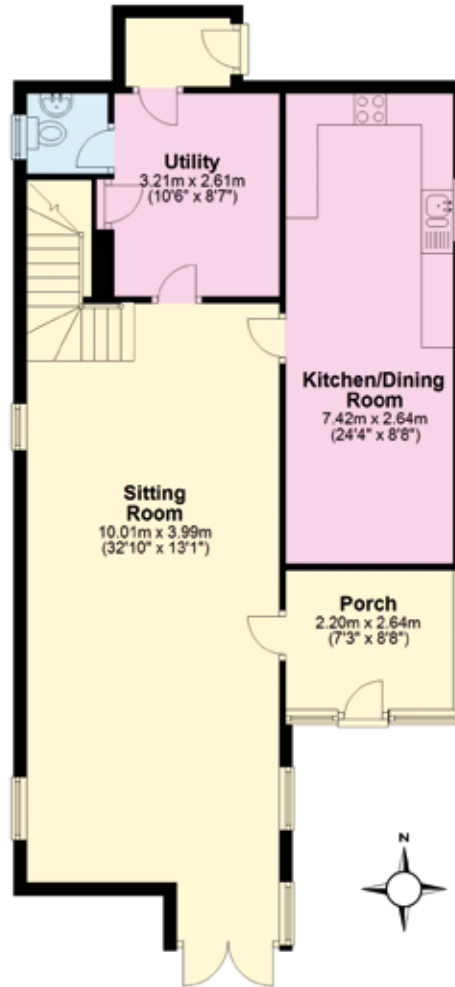 Utility
3.21m x 2.61m
(10'6" x 8'7")
Kitchen/Dining
Room
7.42m x 2.64m
(24'4" x 8'8")
Sitting
Room
10.01m x 3.99m
(32'10" x 13'1")
Porch
2.20m x 2.64m
(7'3" x 8'8")
N